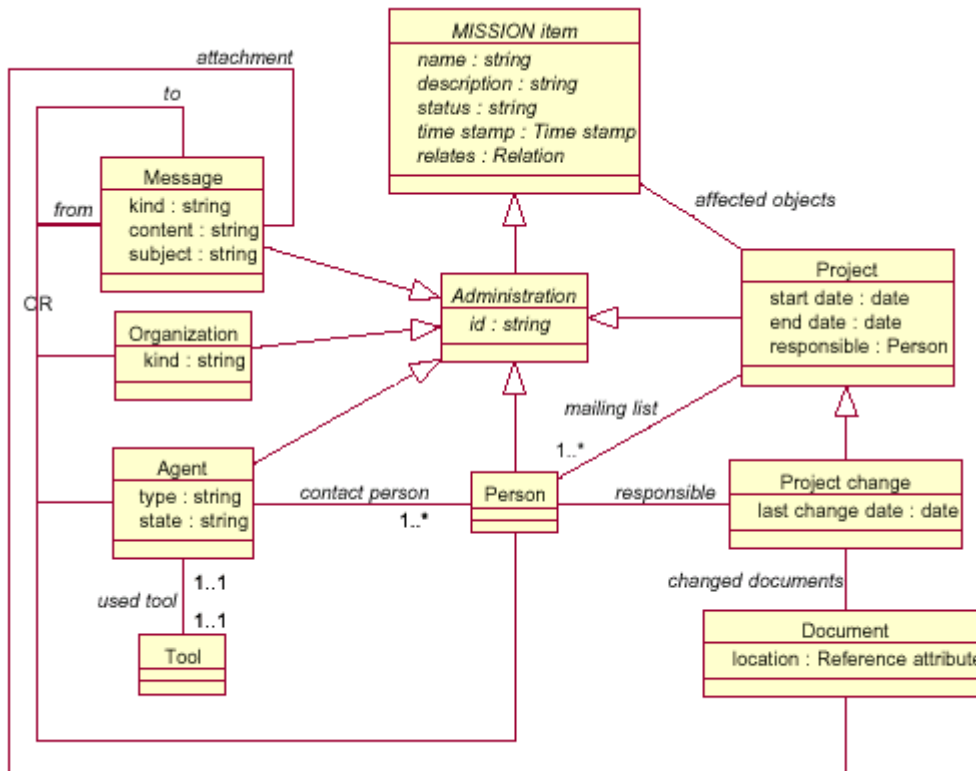 MISSION item
name : string
description : string
status : string
time stamp : Time stamp
relates : Relation
attachment
to
Message
kind : string
content : string
subject : string
from
affected objects
Project
start date : date
end date : date
responsible : Person
Administration
id : string
OR
Organization
kind : string
mailing list
1..*
Agent
type : string
state : string
contact person
1..*
Person
responsible
Project change
last change date : date
1..1
used tool
1..1
Tool
changed documents
Document
location : Reference attribute